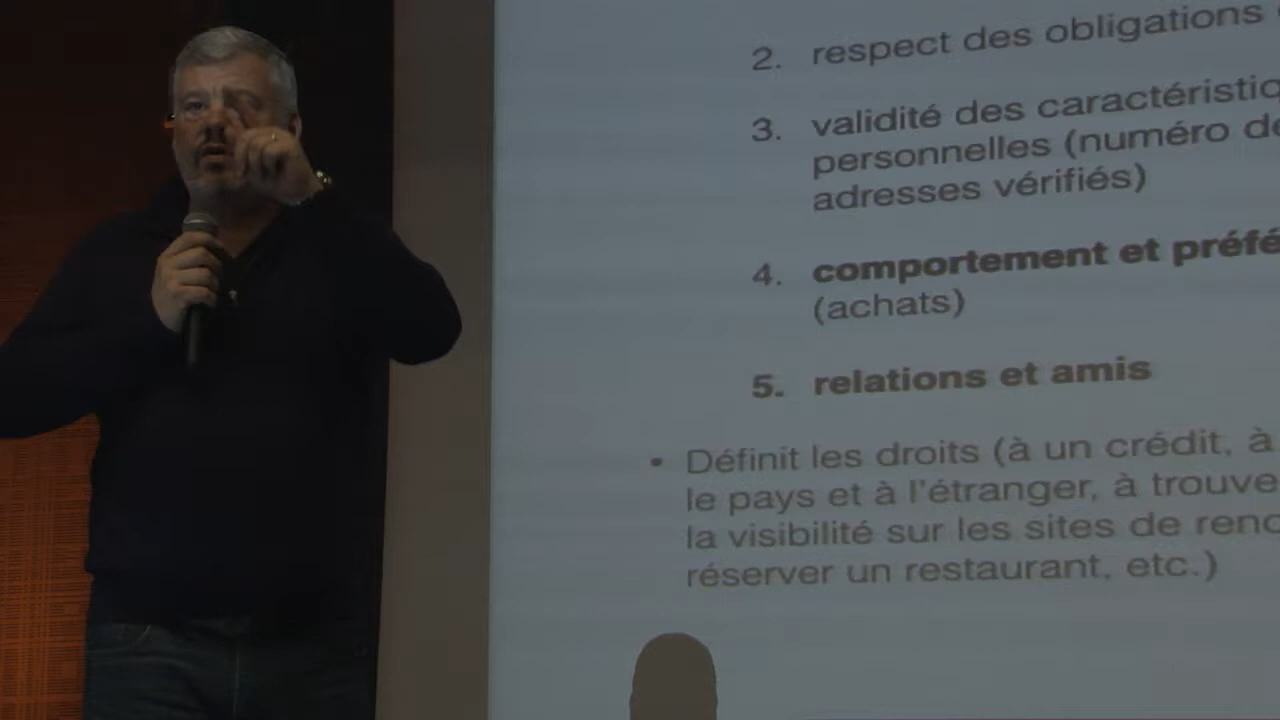 2. respect des obligations
3. validité des caractéristiq
personnelles (numéro de
adresses vérifiés)
4. comportement et préfé
(achats)
5. relations et amis
• Définit les droits (à un crédit, à
le pays et à l'étranger, à trouve
la visibilité sur les sites de renc
réserver un restaurant, etc.)